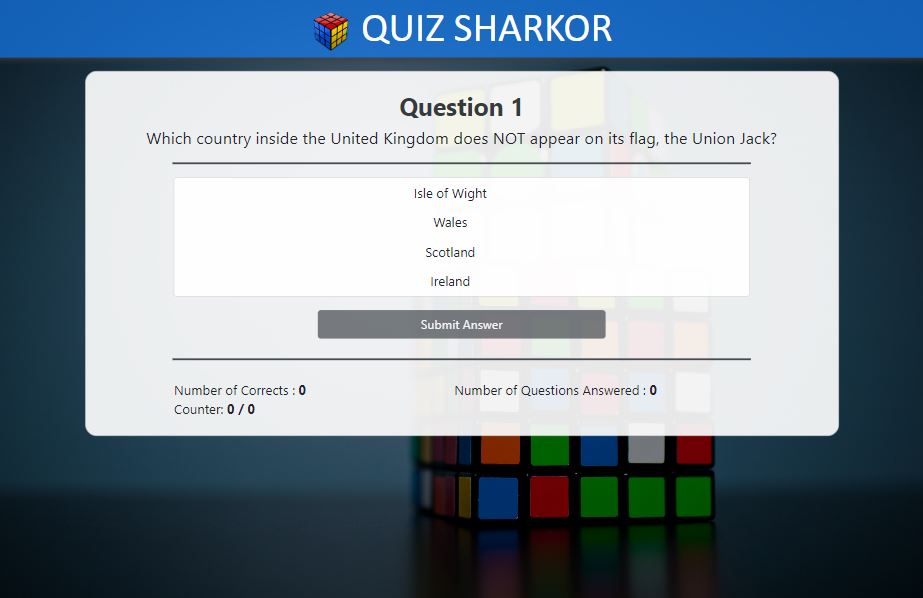 QUIZ SHARKOR
Question 1
Which country inside the United Kingdom does NOT appear on its flag, the Union Jack?
Isle of Wight
Wales
Scotland
Ireland
Submit Answer
Number of Corrects : 0
Number of Questions Answered : 0
Counter: 0 / 0